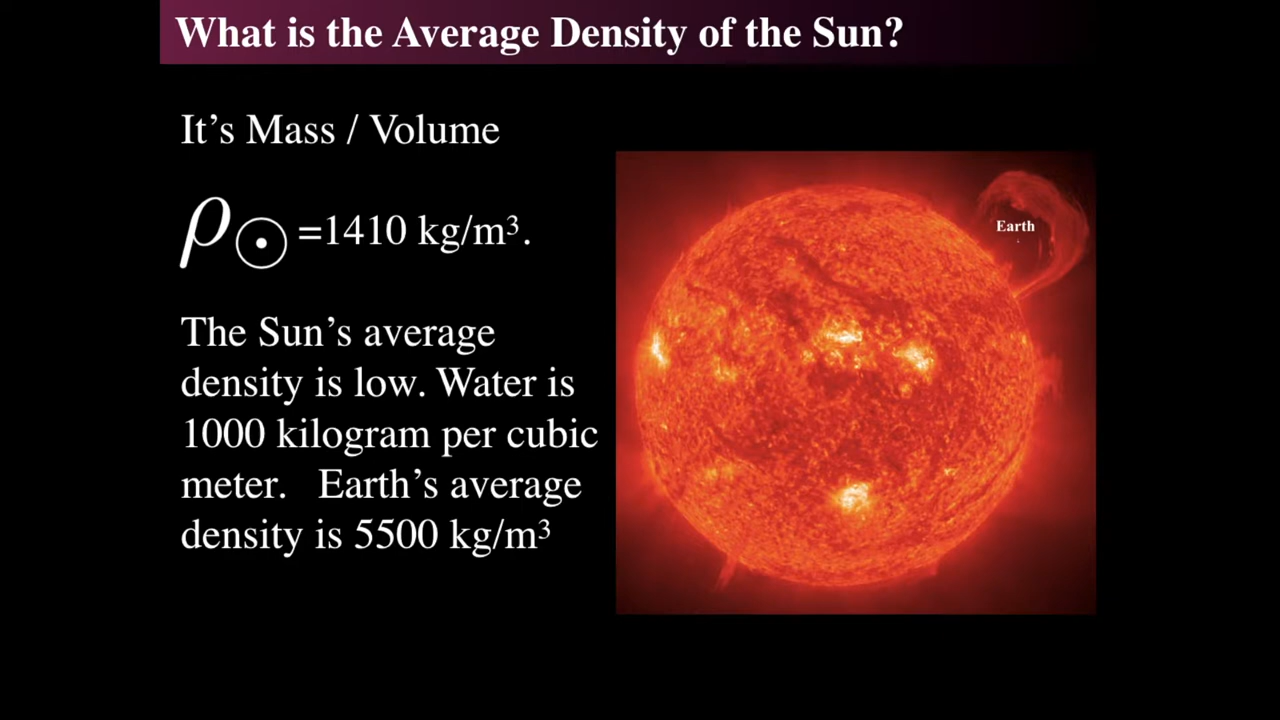 What is the Average Density of the Sun?
It’s Mass / Volume
ρ☉ =1410 kg/m³.
Earth
The Sun’s average
density is low. Water is
1000 kilogram per cubic
meter.   Earth’s average
density is 5500 kg/m³